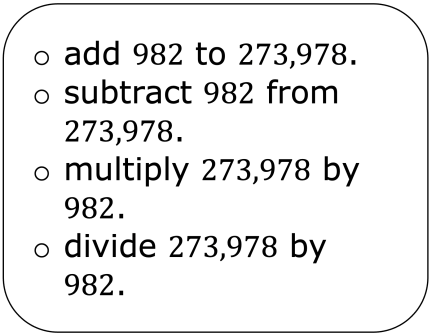 ○ add 982 to 273,978.
○ subtract 982 from
273,978.
○ multiply 273,978 by
982.
○ divide 273,978 by
982.